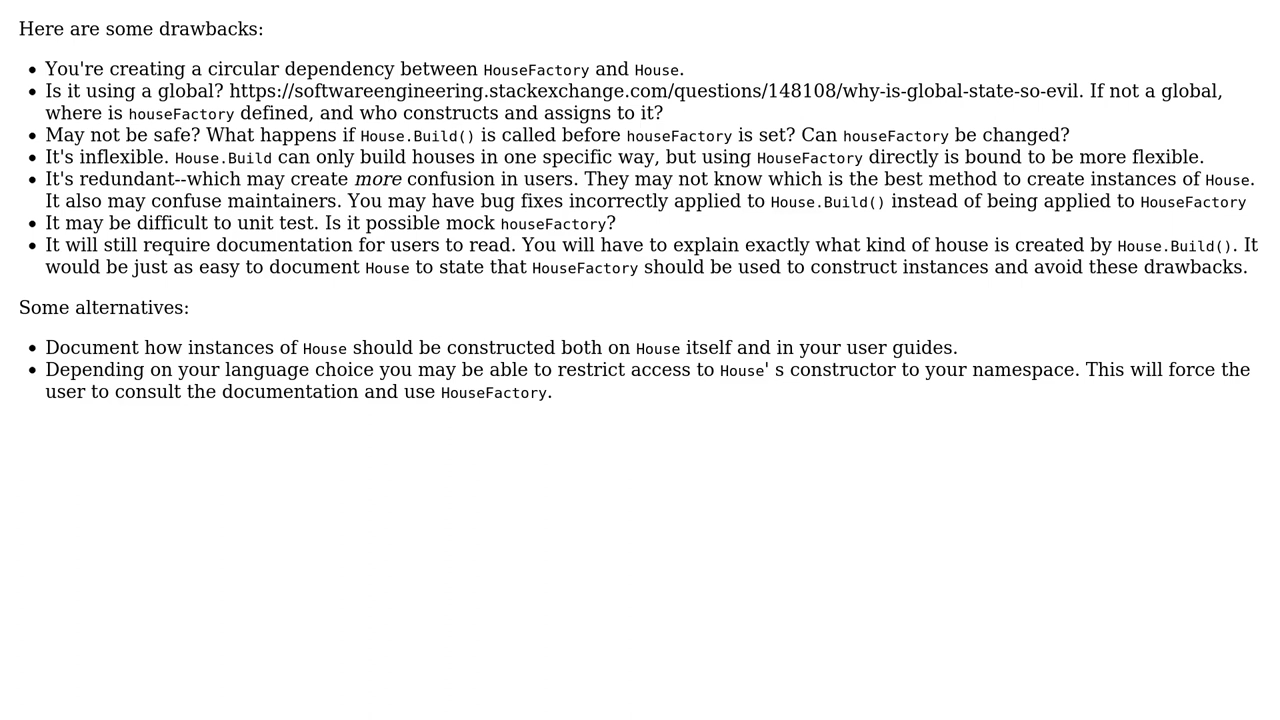 Here are some drawbacks:
• You're creating a circular dependency between HouseFactory and House.
• Is it using a global? https://softwareengineering.stackexchange.com/questions/148108/why-is-global-state-so-evil. If not a global,
where is houseFactory defined, and who constructs and assigns to it?
• May not be safe? What happens if House.Build() is called before houseFactory is set? Can houseFactory be changed?
• It's inflexible. House.Build can only build houses in one specific way, but using HouseFactory directly is bound to be more flexible.
• It's redundant--which may create more confusion in users. They may not know which is the best method to create instances of House.
It also may confuse maintainers. You may have bug fixes incorrectly applied to House.Build() instead of being applied to HouseFactory
• It may be difficult to unit test. Is it possible mock houseFactory?
• It will still require documentation for users to read. You will have to explain exactly what kind of house is created by House.Build(). It
would be just as easy to document House to state that HouseFactory should be used to construct instances and avoid these drawbacks.
Some alternatives:
• Document how instances of House should be constructed both on House itself and in your user guides.
• Depending on your language choice you may be able to restrict access to House' s constructor to your namespace. This will force the
user to consult the documentation and use HouseFactory.